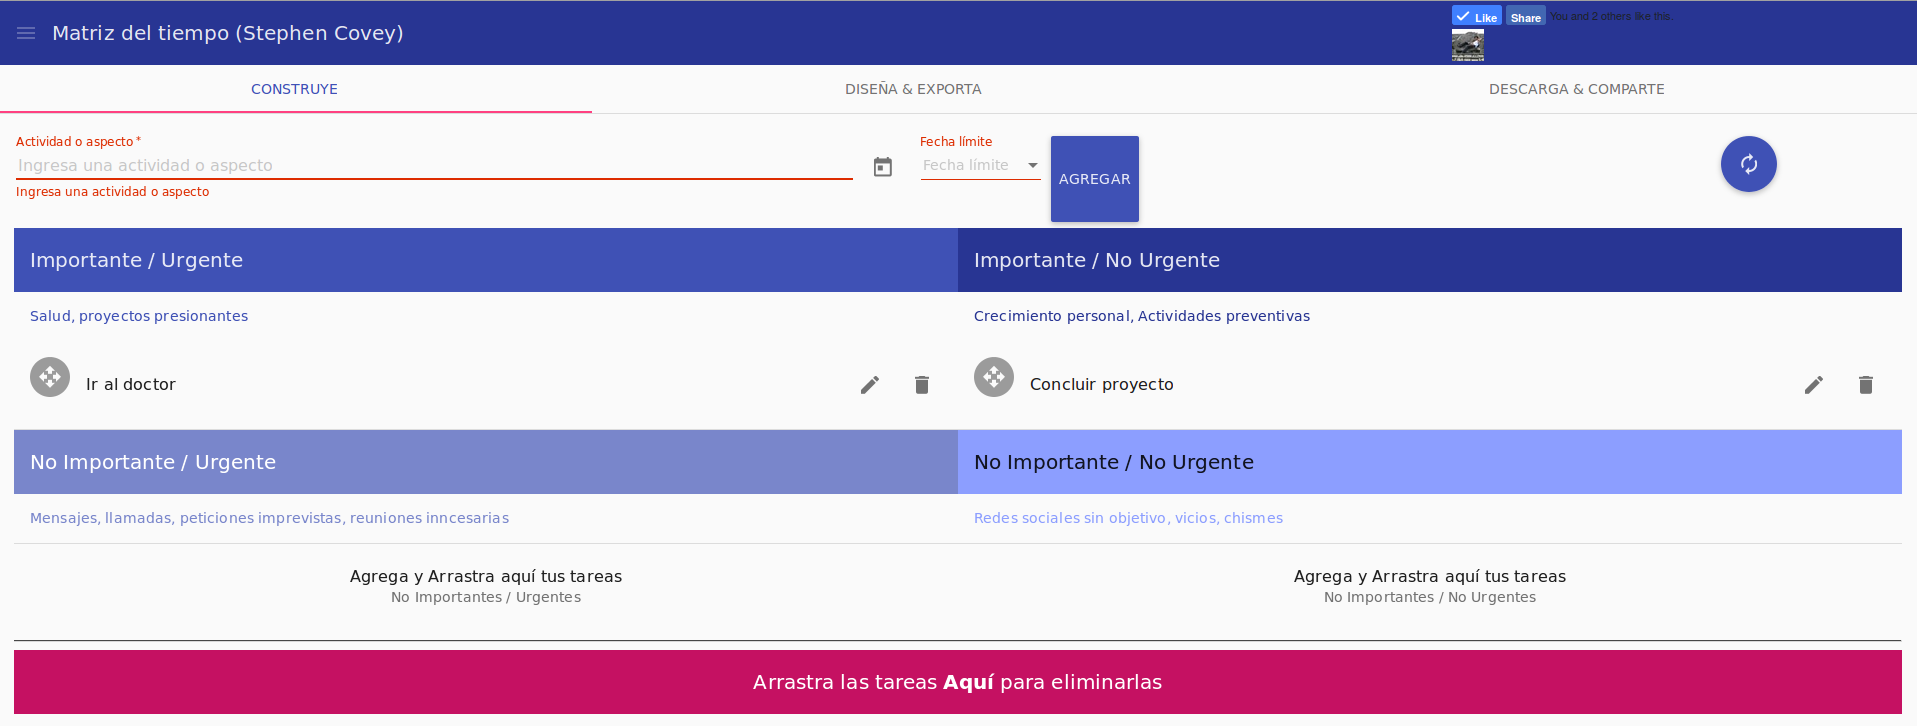 Matriz del tiempo (Stephen Covey)
Like Share You and 2 others like this.
CONSTRUYE
DISEÑA & EXPORTA
DESCARGA & COMPARTE
Actividad o aspecto *
Ingresa una actividad o aspecto
Ingresa una actividad o aspecto
Fecha límite
Fecha límite
AGREGAR
Importante / Urgente
Salud, proyectos presionantes
Ir al doctor
Importante / No Urgente
Crecimiento personal, Actividades preventivas
Concluir proyecto
No Importante / Urgente
Mensajes, llamadas, peticiones imprevistas, reuniones inncesarias
Agrega y Arrastra aquí tus tareas
No Importantes / Urgentes
No Importante / No Urgente
Redes sociales sin objetivo, vicios, chismes
Agrega y Arrastra aquí tus tareas
No Importantes / No Urgentes
Arrastra las tareas Aquí para eliminarlas